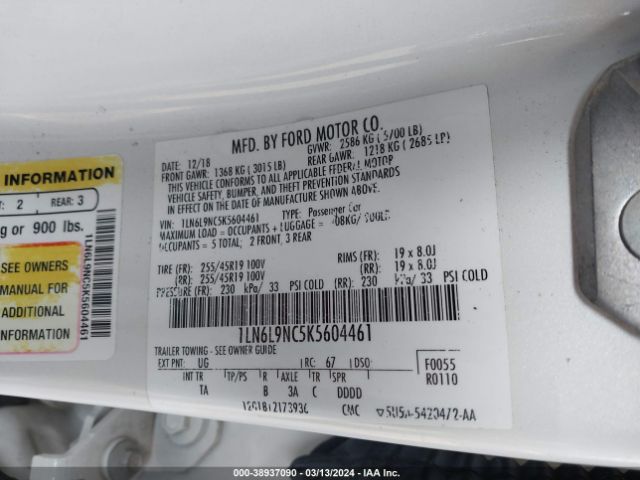 MFD. BY FORD MOTOR CO.
DATE: 12/18
GVWR: 2586 KG ( 5700 LB)
FRONT GAWR: 1368 KG ( 3015 LB)
REAR GAWR: 1218 KG ( 2685 LB)
THIS VEHICLE CONFORMS TO ALL APPLICABLE FEDERAL MOTOR
VEHICLE SAFETY, BUMPER, AND THEFT PREVENTION STANDARDS
IN EFFECT ON THE DATE OF MANUFACTURE SHOWN ABOVE.
VIN: 1LN6L9NC5K5604461
TYPE: Passenger Car
MAXIMUM LOAD = OCCUPANTS + LUGGAGE = 408KG/ 900LB
OCCUPANTS = 5 TOTAL; 2 FRONT, 3 REAR
TIRE (FR): 255/45R19 100V RIMS (FR): 19 x 8.0J
(RR): 255/45R19 100V (RR): 19 x 8.0J
PRESSURE (FR): 230 kPa/ 33 PSI COLD (RR): 230 kPa/ 33 PSI COLD
1LN6L9NC5K5604461
TRAILER TOWING - SEE OWNER GUIDE
EXT PNT: UG RC: 67 DSO: F0055
INT TR TP/PS R AXLE TR SPR R0110
TA B 3A C DDDD
CMC
INFORMATION
2 REAR: 3
or 900 lbs.
SEE OWNERS
MANUAL FOR
ADDITIONAL
INFORMATION
1LN6L9NC5K5604461
000-38937090 - 03/13/2024 - IAA Inc.